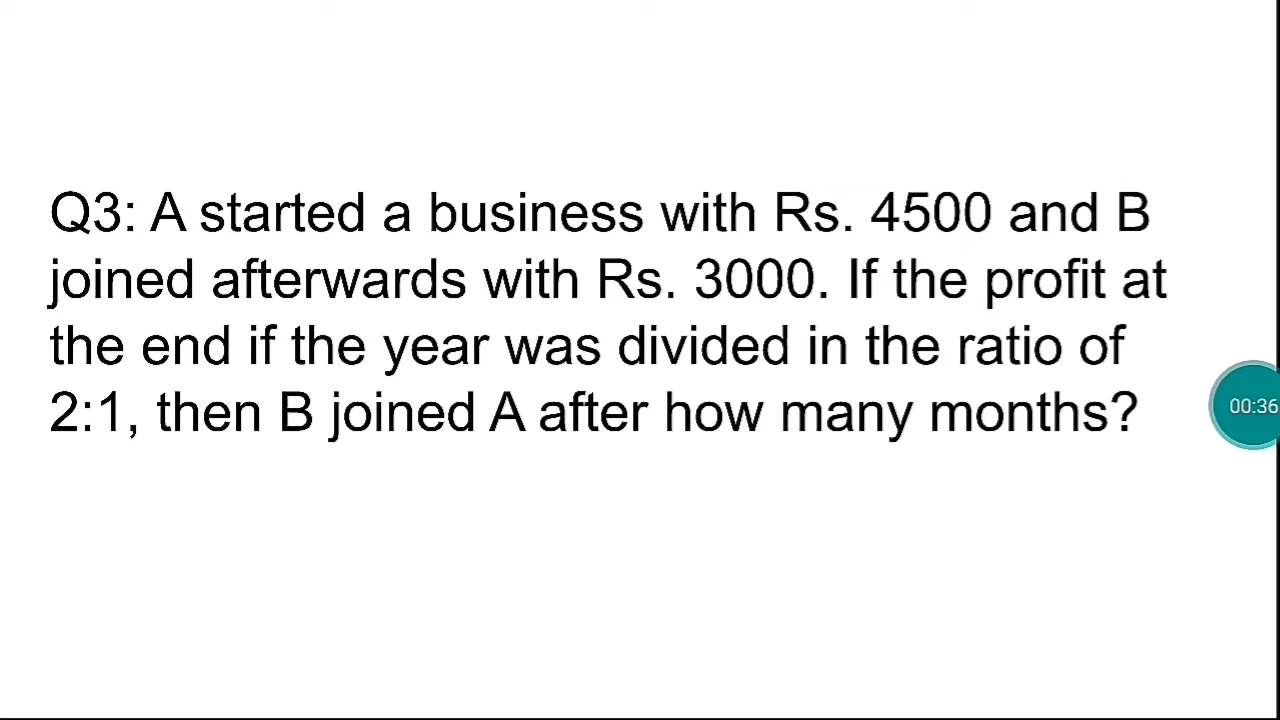 Q3: A started a business with Rs. 4500 and B
joined afterwards with Rs. 3000. If the profit at
the end if the year was divided in the ratio of
2:1, then B joined A after how many months?
00:36